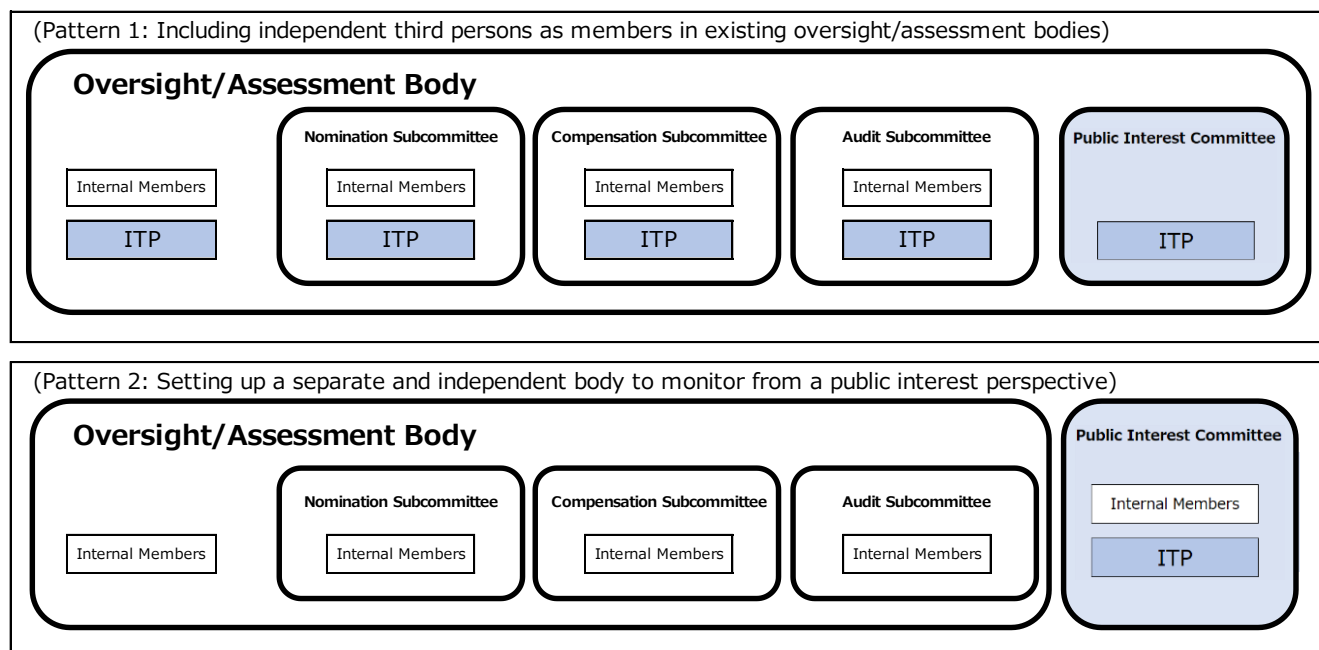 (Pattern 1: Including independent third persons as members in existing oversight/assessment bodies)
Oversight/Assessment Body
Nomination Subcommittee
Compensation Subcommittee
Audit Subcommittee
Public Interest Committee
Internal Members
Internal Members
Internal Members
Internal Members
ITP
ITP
ITP
ITP
ITP
(Pattern 2: Setting up a separate and independent body to monitor from a public interest perspective)
Oversight/Assessment Body
Public Interest Committee
Nomination Subcommittee
Compensation Subcommittee
Audit Subcommittee
Internal Members
Internal Members
Internal Members
Internal Members
Internal Members
ITP